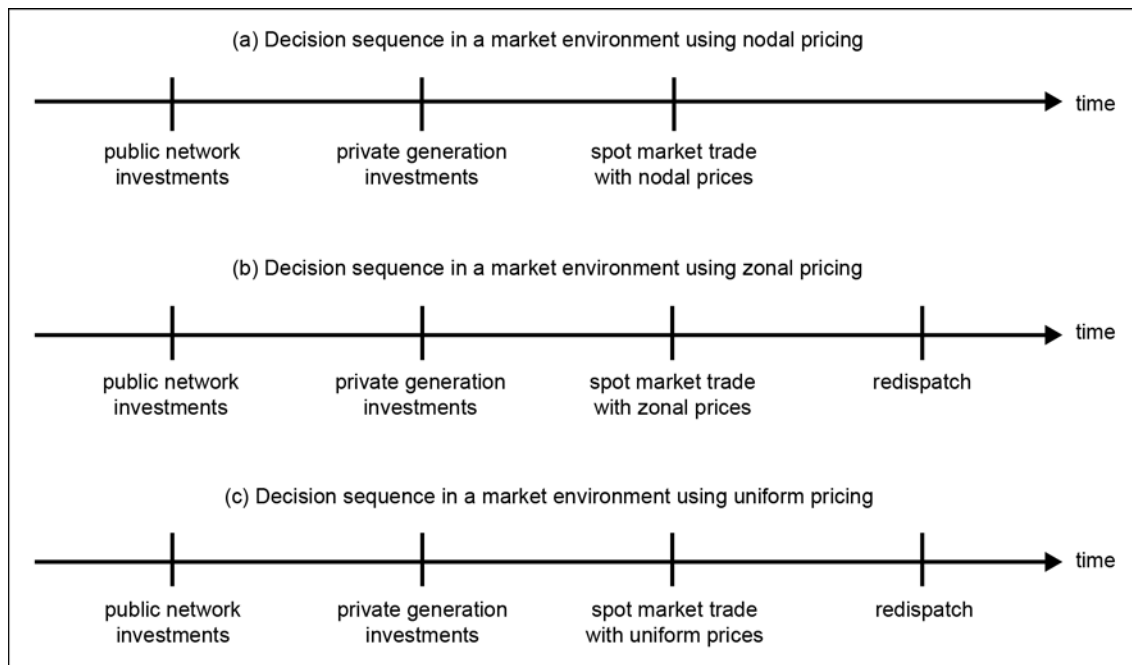 (a) Decision sequence in a market environment using nodal pricing
time
public network
investments
private generation
investments
spot market trade
with nodal prices
(b) Decision sequence in a market environment using zonal pricing
time
public network
investments
private generation
investments
spot market trade
with zonal prices
redispatch
(c) Decision sequence in a market environment using uniform pricing
time
public network
investments
private generation
investments
spot market trade
with uniform prices
redispatch